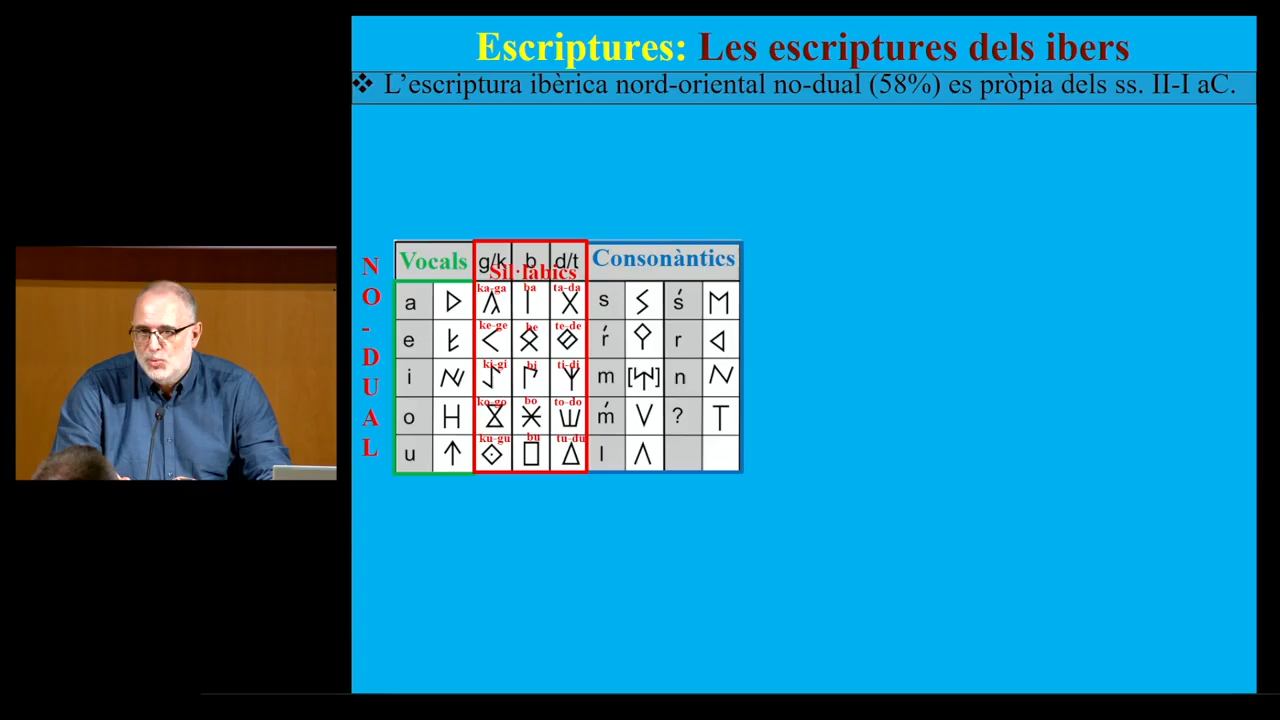 Escriptures: Les escriptures dels ibers
❖ L’escriptura ibèrica nord-oriental no-dual (58%) es pròpia dels ss. II-I aC.
NO-DUAL
Vocals g/k b d/t Consonàntics
Sil·làbics
ka-ga ba ta-da
a s ś
ke-ge be te-de
e ŕ r
ki-gi bi ti-di
i m [ ] n
ko-go bo to-do
o ḿ ?
ku-gu bu tu-du
u l